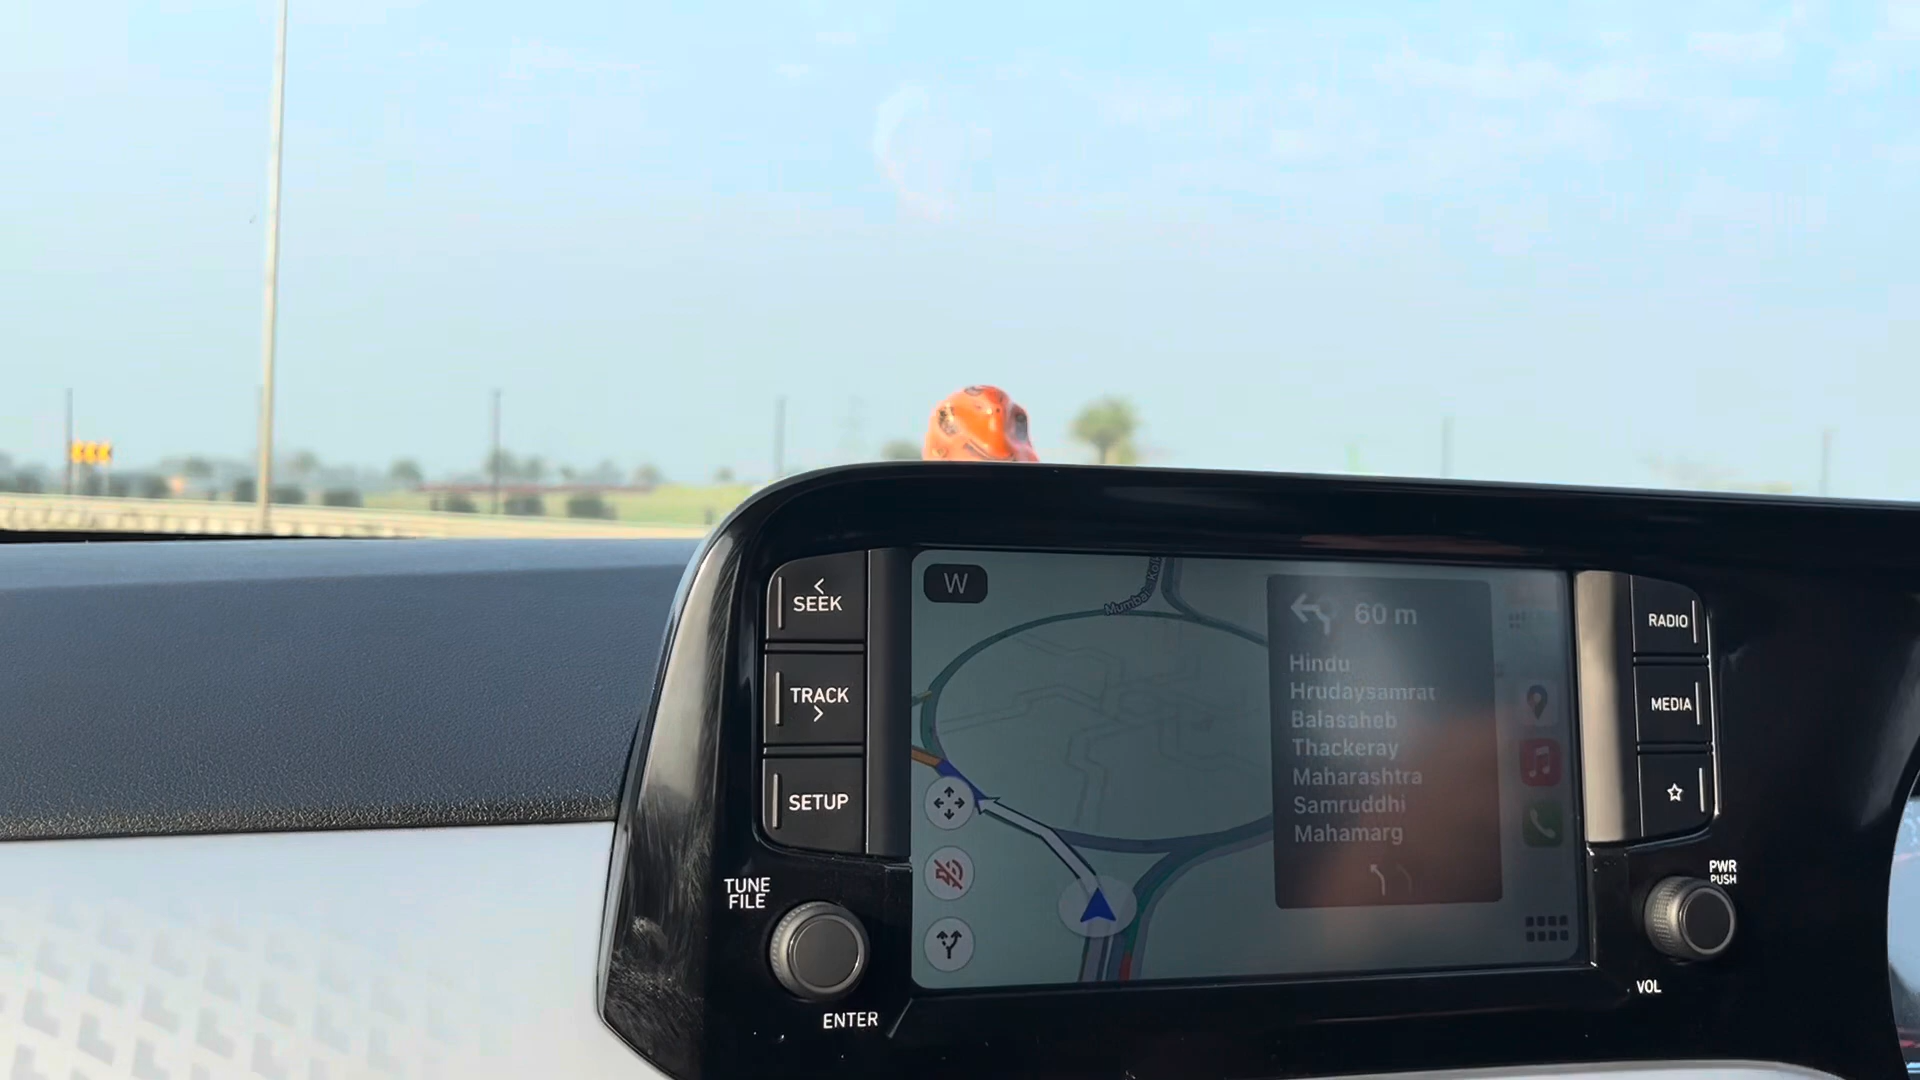 SEEK
TRACK
SETUP
TUNE
FILE
ENTER
W
60 m
Hindu
Hrudaysamrat
Balasaheb
Thackeray
Maharashtra
Samruddhi
Mahamarg
RADIO
MEDIA
PWR
PUSH
VOL